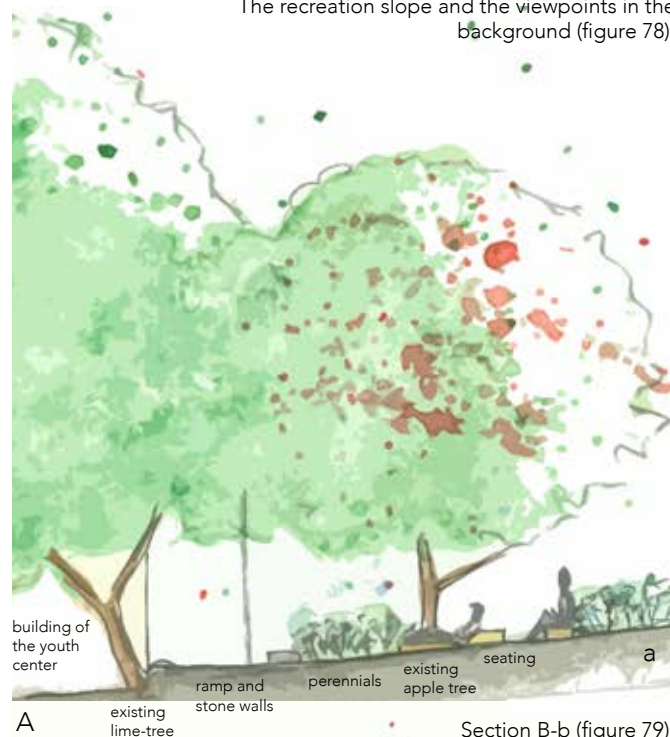 The recreation slope and the viewpoints in the
background (figure 78)
building of
the youth
center
ramp and
stone walls
perennials
existing
apple tree
seating
a
A
existing
lime-tree
Section B-b (figure 79)